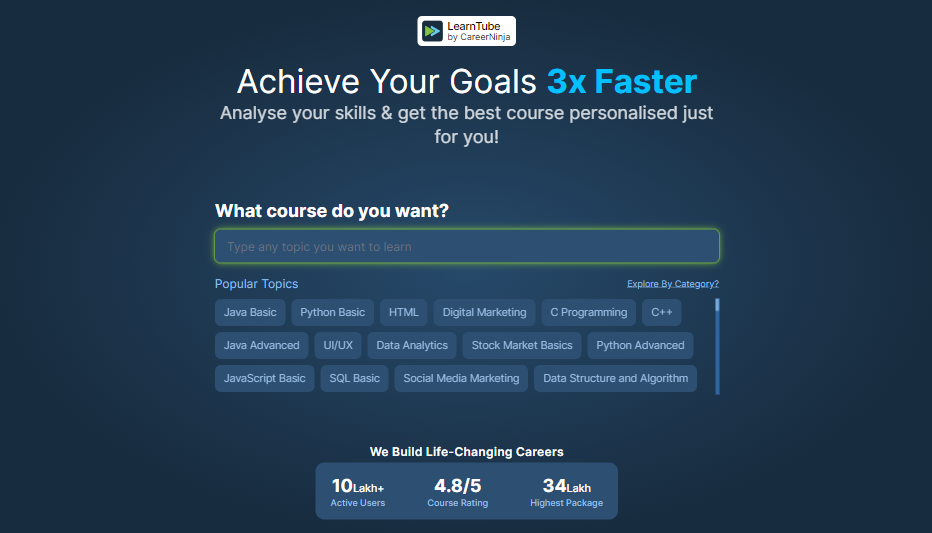 LearnTube
by CareerNinja
Achieve Your Goals 3x Faster
Analyse your skills & get the best course personalised just
for you!
What course do you want?
Type any topic you want to learn
Popular Topics
Explore By Category?
Java Basic
Python Basic
HTML
Digital Marketing
C Programming
C++
Java Advanced
UI/UX
Data Analytics
Stock Market Basics
Python Advanced
JavaScript Basic
SQL Basic
Social Media Marketing
Data Structure and Algorithm
We Build Life-Changing Careers
10Lakh+
Active Users
4.8/5
Course Rating
34Lakh
Highest Package